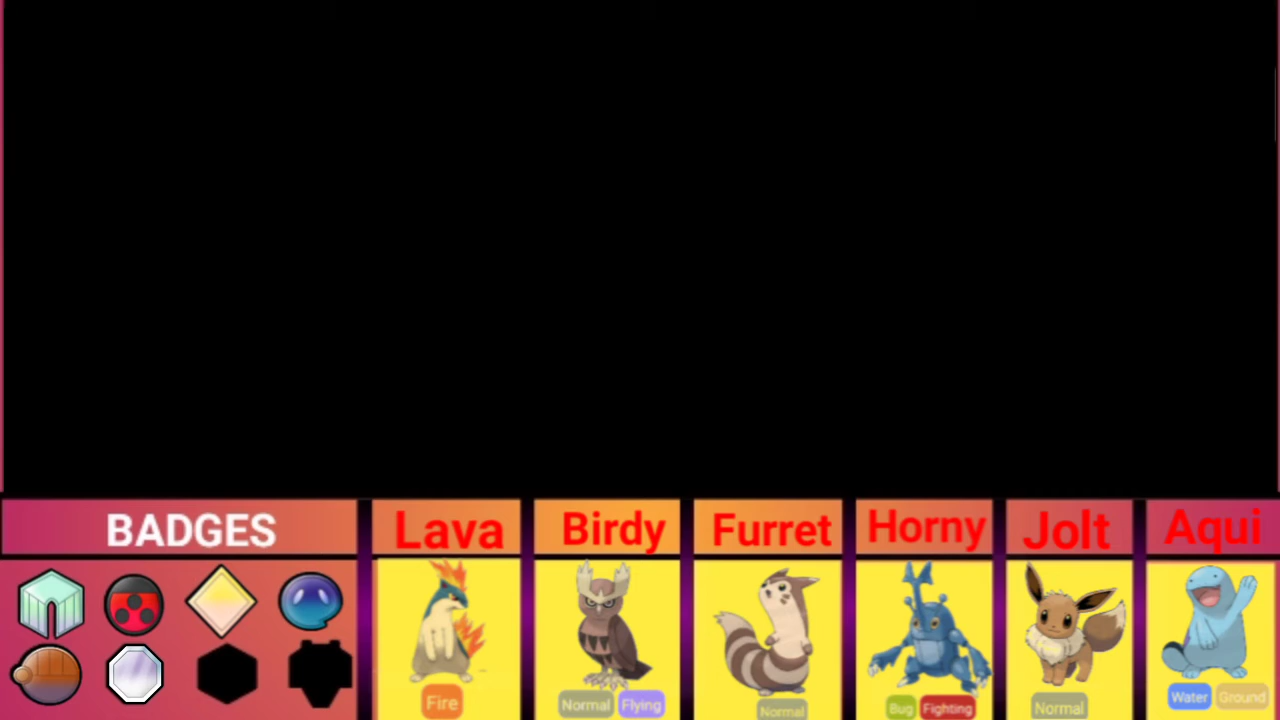 BADGES
Lava
Birdy
Furret
Horny
Jolt
Aqui
Fire
Normal Flying
Normal
Bug Fighting
Normal
Water Ground